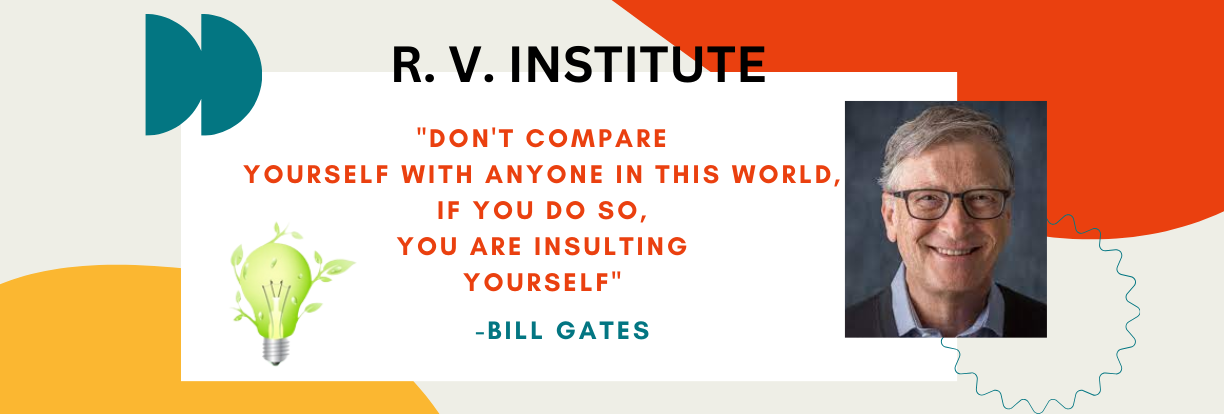 R. V. INSTITUTE
"DON'T COMPARE
YOURSELF WITH ANYONE IN THIS WORLD,
IF YOU DO SO,
YOU ARE INSULTING
YOURSELF"
-BILL GATES